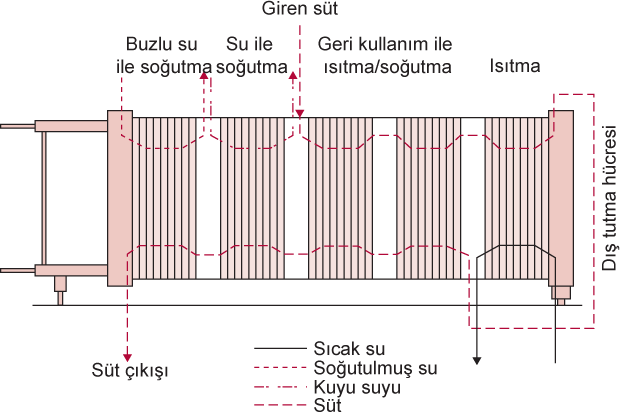 Giren süt
Buzlu su
ile soğutma
Su ile
soğutma
Geri kullanım ile
ısıtma/soğutma
Isıtma
Dış tutma hücresi
Süt çıkışı
Sıcak su
Soğutulmuş su
Kuyu suyu
Süt